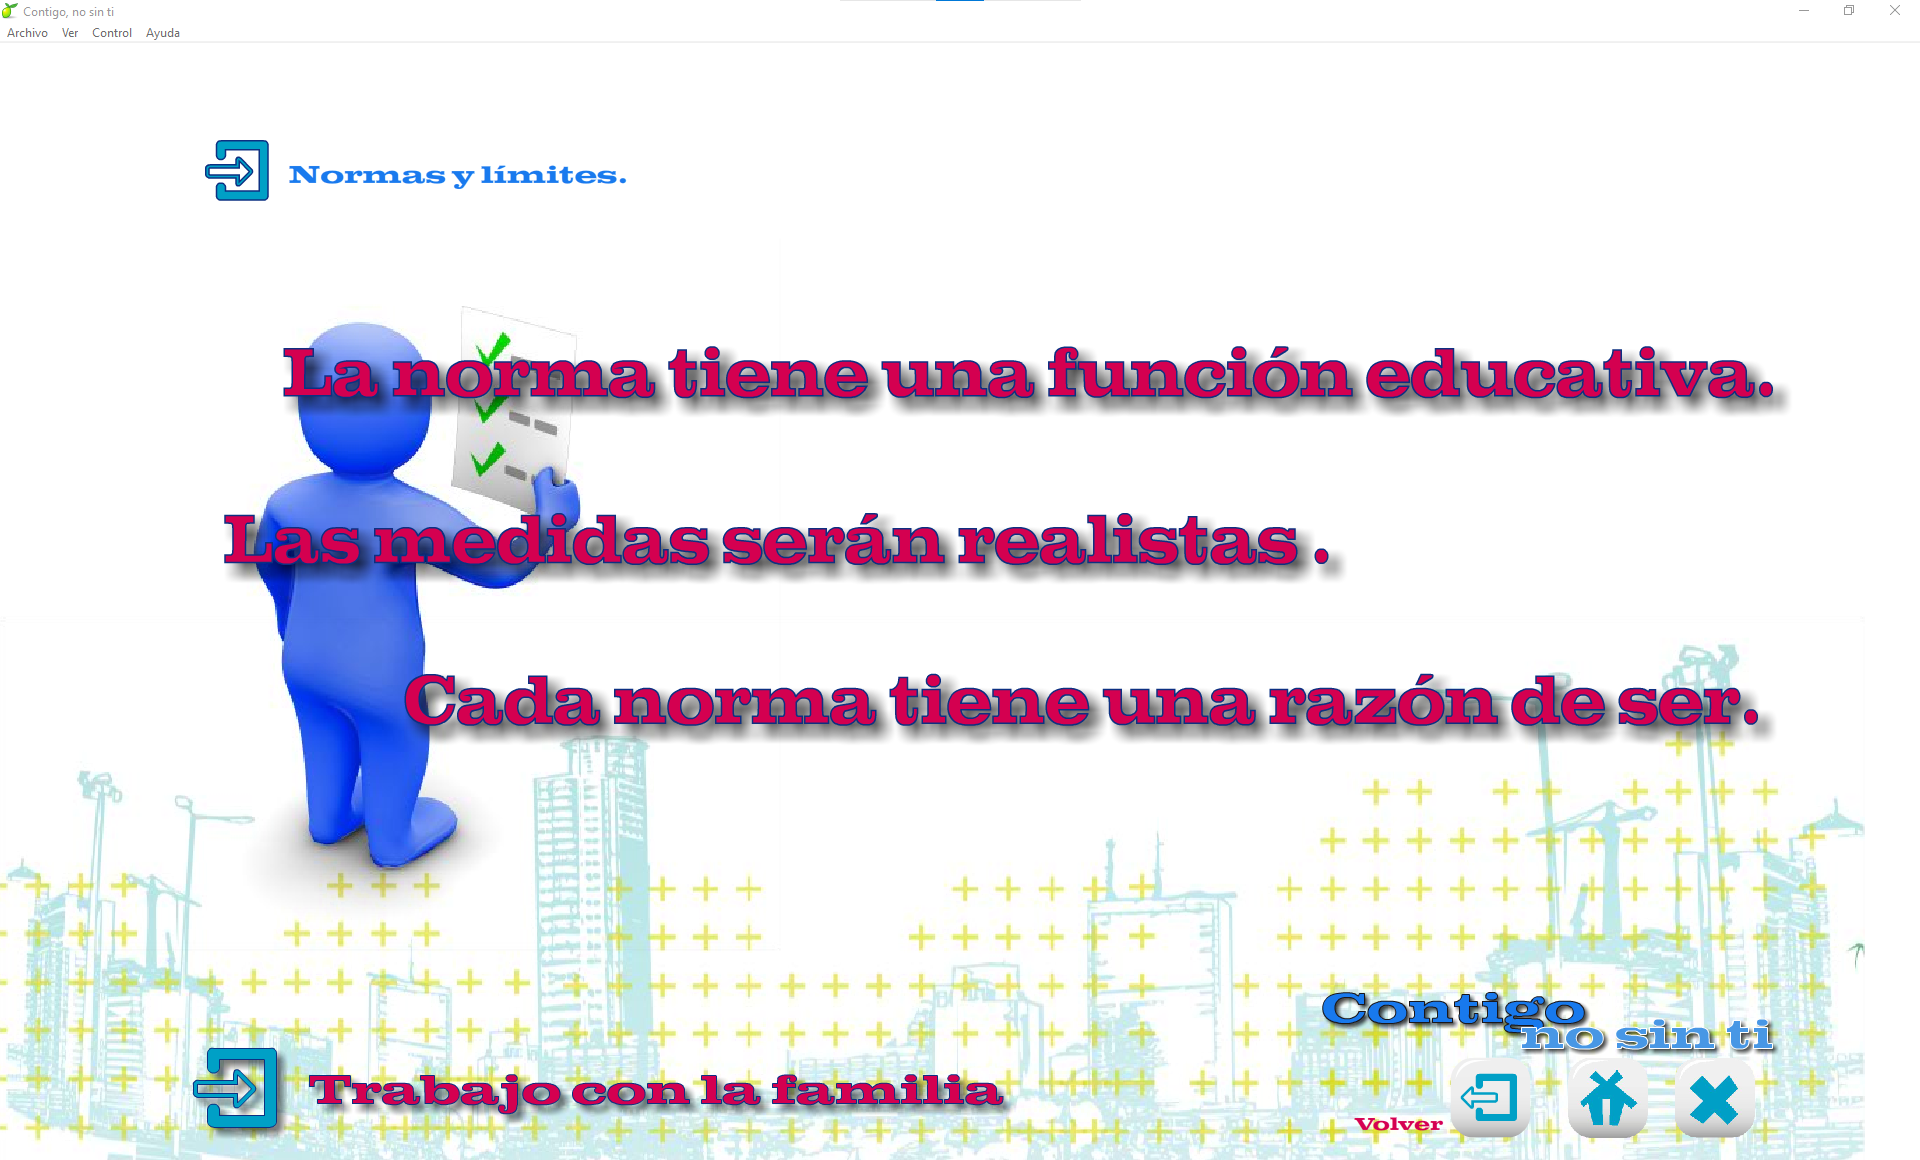 Contigo, no sin ti
Archivo Ver Control Ayuda
Normas y límites.
La norma tiene una función educativa.
Las medidas serán realistas .
Cada norma tiene una razón de ser.
Contigo
no sin ti
Trabajo con la familia
Volver